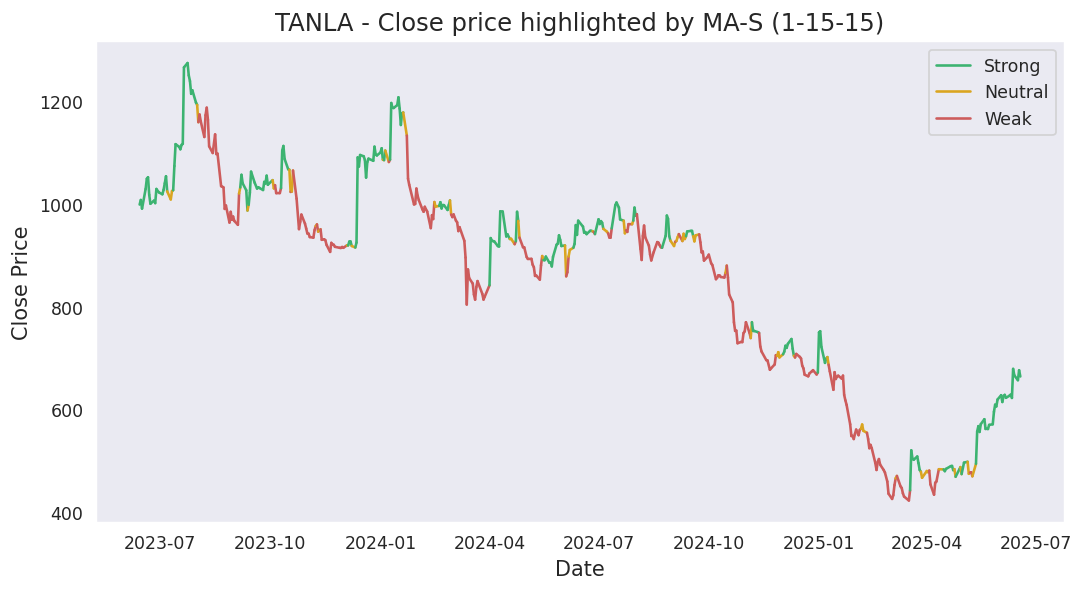 TANLA - Close price highlighted by MA-S (1-15-15)
Strong
Neutral
Weak
Close Price
1200
1000
800
600
400
2023-07 2023-10 2024-01 2024-04 2024-07 2024-10 2025-01 2025-04 2025-07
Date